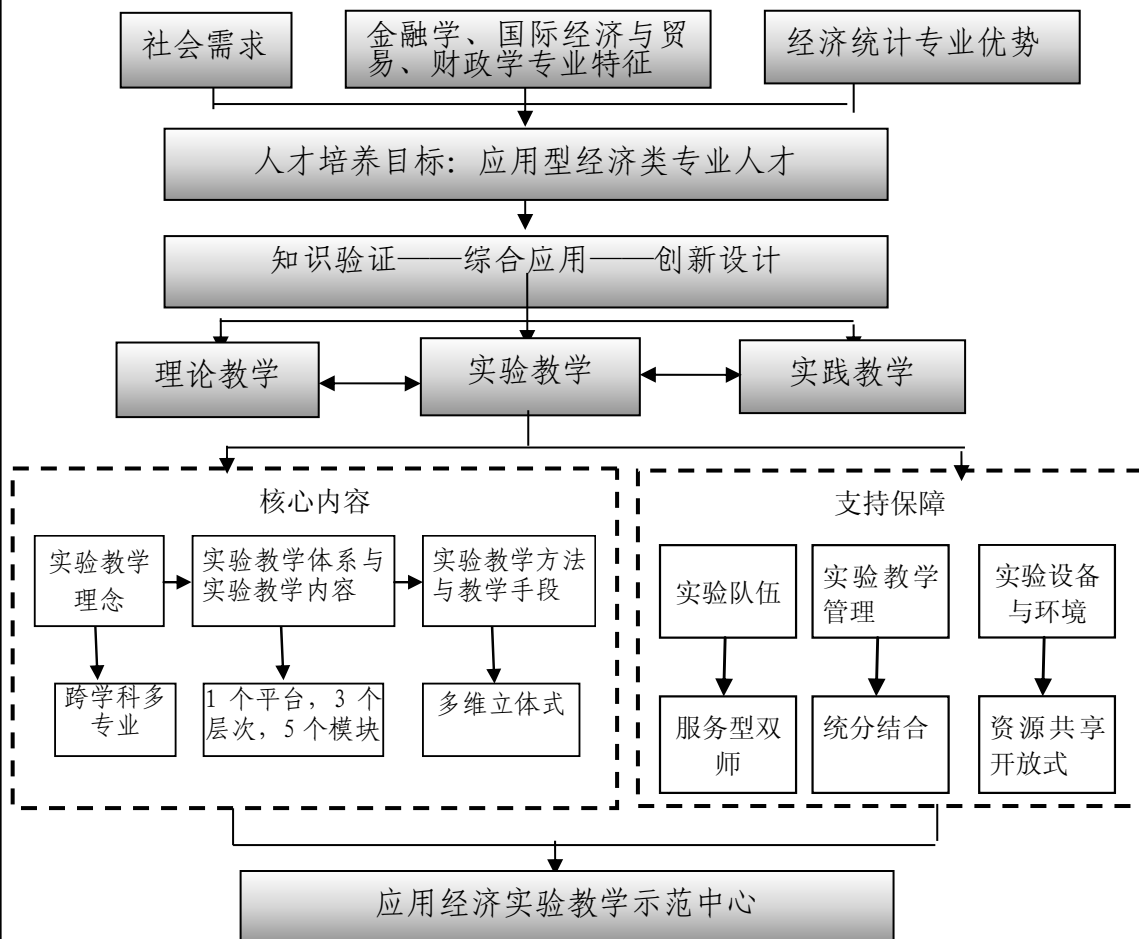 社会需求
金融学、国际经济与贸
易、财政学专业特征
经济统计专业优势
人才培养目标：应用型经济类专业人才
知识验证——综合应用——创新设计
理论教学
实验教学
实践教学
核心内容
实验教学
理念
实验教学体系与
实验教学内容
实验教学方法
与教学手段
跨学科多
专业
1 个平台，3 个
层次，5 个模块
多维立体式
支持保障
实验队伍
实验教学
管理
实验设备
与环境
服务型双
师
统分结合
资源共享
开放式
应用经济实验教学示范中心